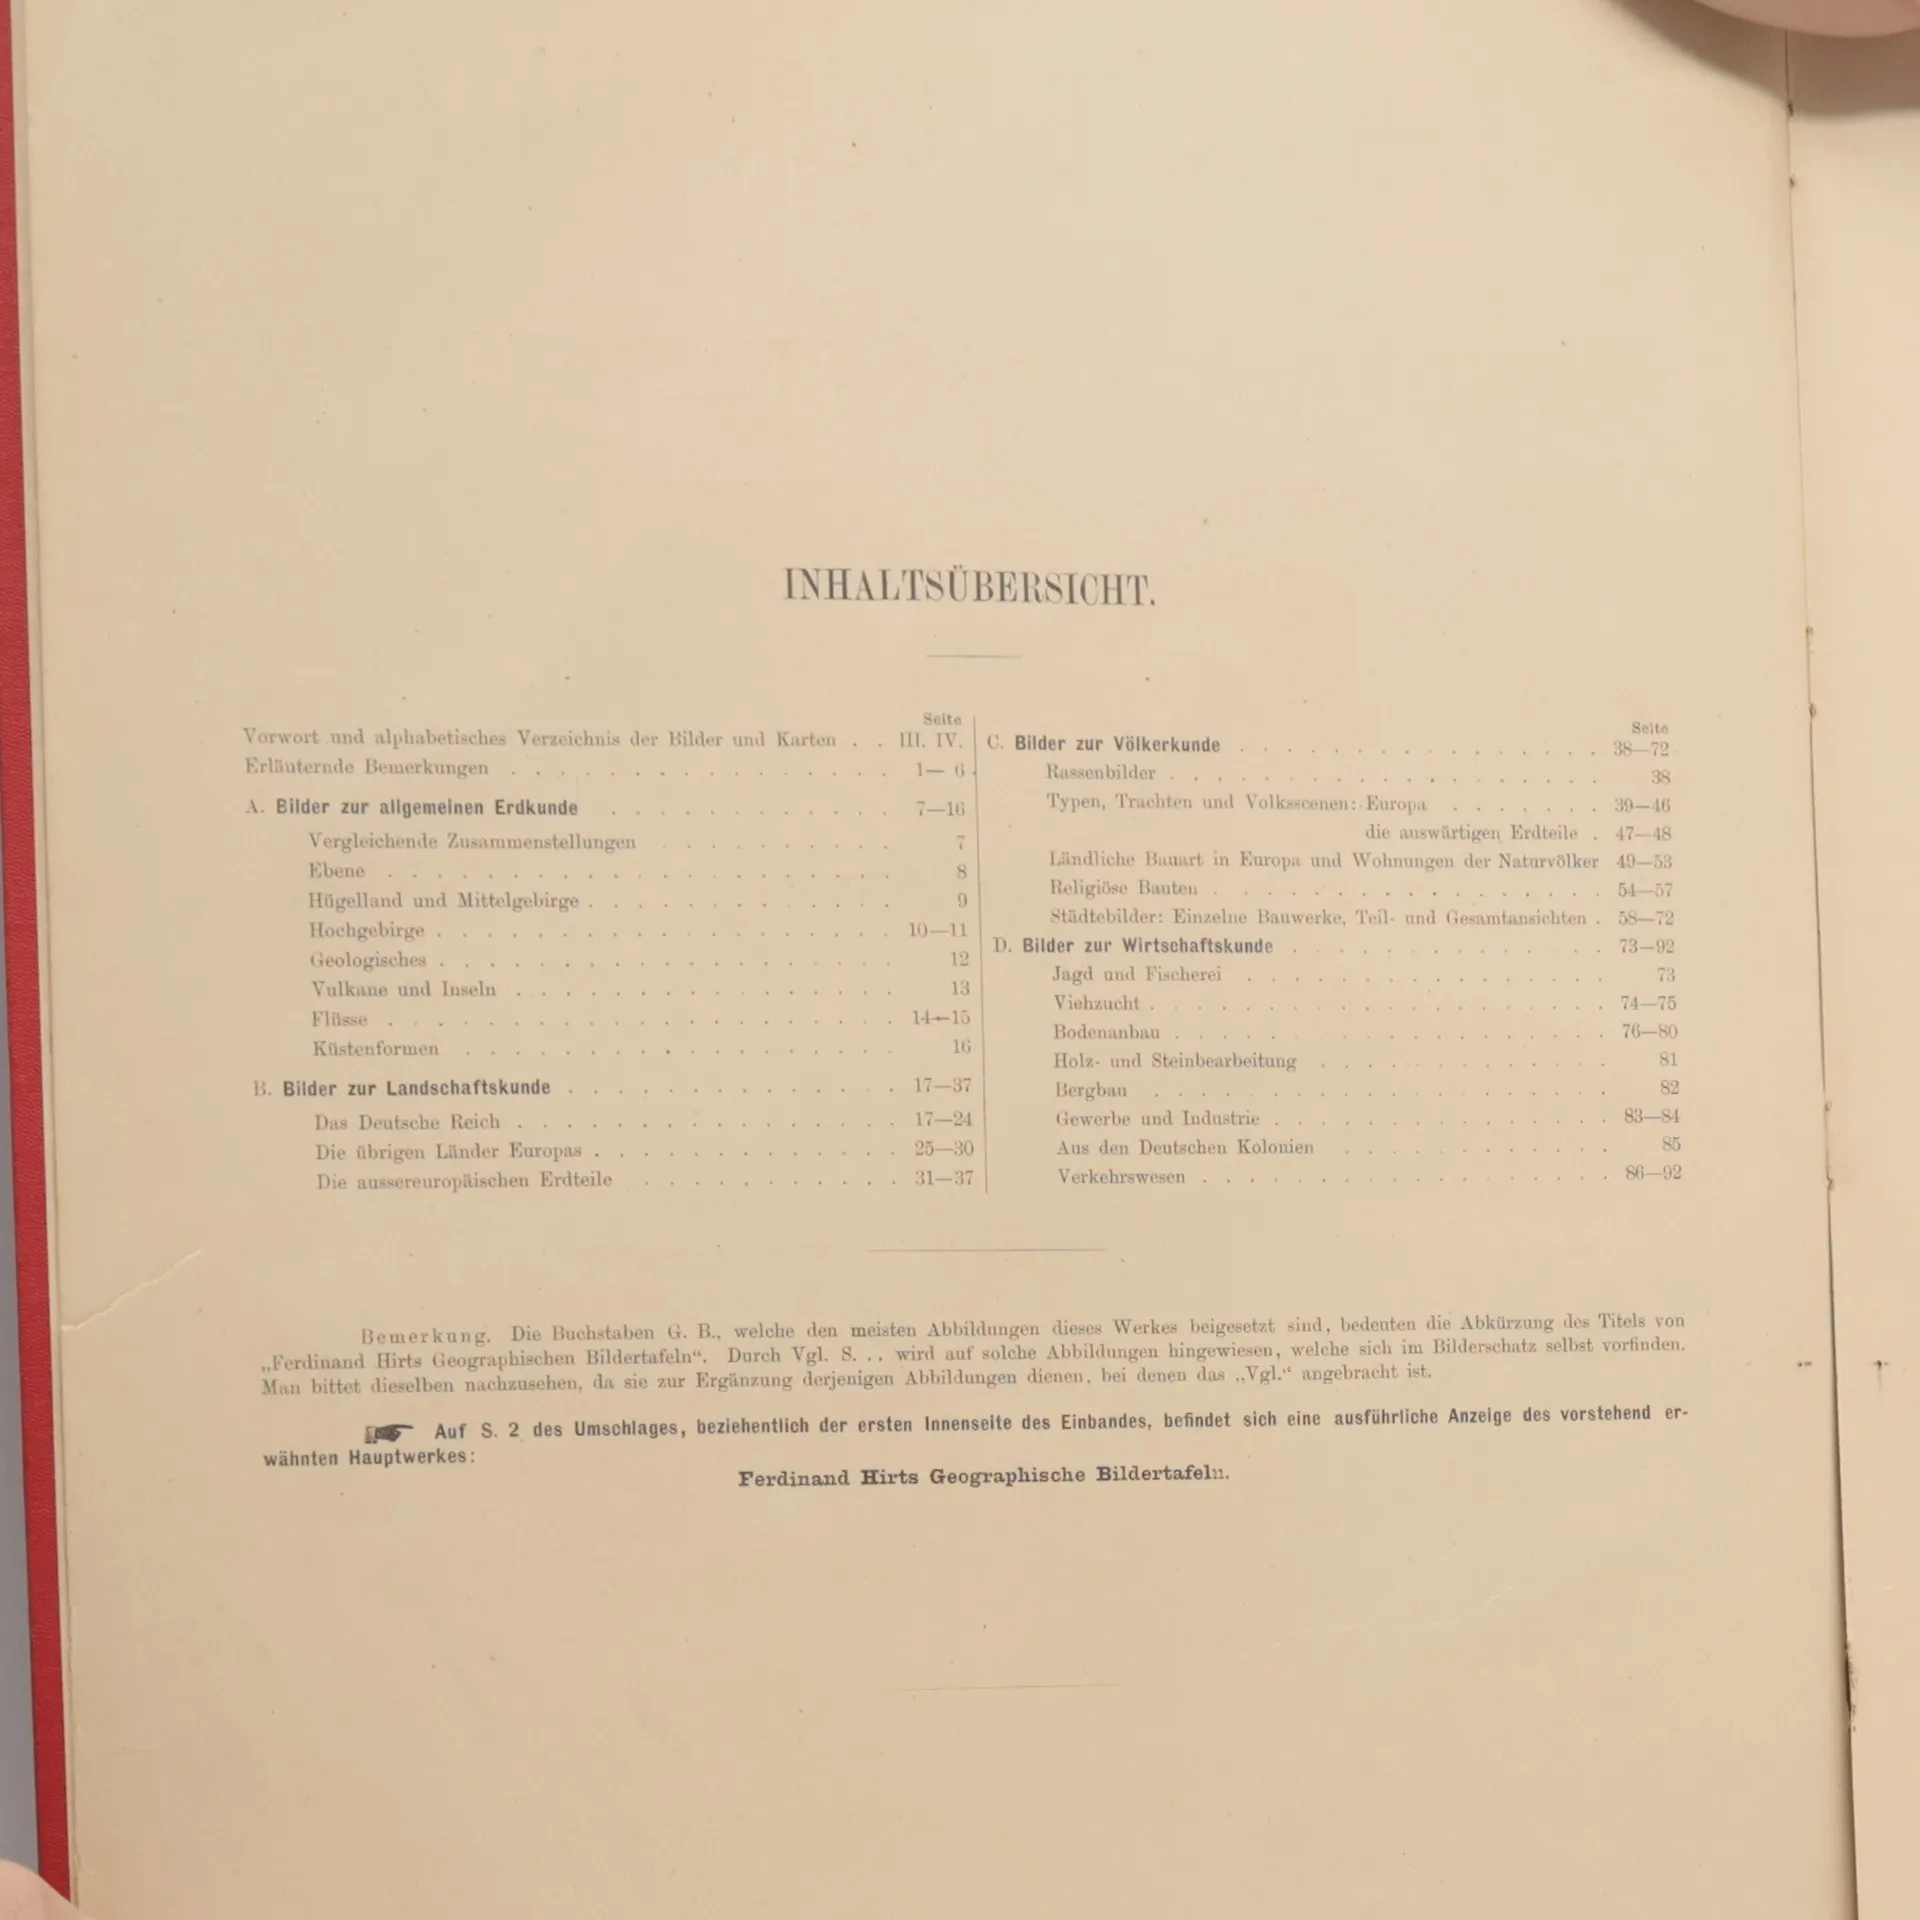 INHALTSÜBERSICHT.
Seite
Vorwort und alphabetisches Verzeichnis der Bilder und Karten . . III. IV.
Erläuternde Bemerkungen . . . . . . . . . . . . . . . . 1—6
A. Bilder zur allgemeinen Erdkunde . . . . . . . . . . . . 7—16
Vergleichende Zusammenstellungen . . . . . . . . . . 7
Ebene . . . . . . . . . . . . . . . . . . . . . 8
Hügelland und Mittelgebirge . . . . . . . . . . . . . 9
Hochgebirge . . . . . . . . . . . . . . . . . . . 10—11
Geologisches . . . . . . . . . . . . . . . . . . . 12
Vulkane und Inseln . . . . . . . . . . . . . . . . 13
Flüsse . . . . . . . . . . . . . . . . . . . . . 14—15
Küstenformen . . . . . . . . . . . . . . . . . . 16
B. Bilder zur Landschaftskunde . . . . . . . . . . . . . . 17—37
Das Deutsche Reich . . . . . . . . . . . . . . . . 17—24
Die übrigen Länder Europas . . . . . . . . . . . . . 25—30
Die aussereuropäischen Erdteile . . . . . . . . . . . 31—37
Seite
C. Bilder zur Völkerkunde . . . . . . . . . . . . . . . 38—72
Rassenbilder . . . . . . . . . . . . . . . . . . 38
Typen, Trachten und Volksscenen: Europa . . . . . . . 39—46
die auswärtigen Erdteile . 47—48
Ländliche Bauart in Europa und Wohnungen der Naturvölker 49—53
Religiöse Bauten . . . . . . . . . . . . . . . . . 54—57
Städtebilder: Einzelne Bauwerke, Teil- und Gesamtansichten . 58—72
D. Bilder zur Wirtschaftskunde . . . . . . . . . . . . . 73—92
Jagd und Fischerei . . . . . . . . . . . . . . . . 73
Viehzucht . . . . . . . . . . . . . . . . . . . . 74—75
Bodenanbau . . . . . . . . . . . . . . . . . . . 76—80
Holz- und Steinbearbeitung . . . . . . . . . . . . . 81
Bergbau . . . . . . . . . . . . . . . . . . . . 82
Gewerbe und Industrie . . . . . . . . . . . . . . . 83—84
Aus den Deutschen Kolonien . . . . . . . . . . . . 85
Verkehrswesen . . . . . . . . . . . . . . . . . . 86—92
Bemerkung. Die Buchstaben G. B., welche den meisten Abbildungen dieses Werkes beigesetzt sind, bedeuten die Abkürzung des Titels von
„Ferdinand Hirts Geographischen Bildertafeln“. Durch Vgl. S. . . wird auf solche Abbildungen hingewiesen, welche sich im Bilderschatz selbst vorfinden.
Man bittet dieselben nachzusehen, da sie zur Ergänzung derjenigen Abbildungen dienen, bei denen das „Vgl.“ angebracht ist.
☛ Auf S. 2 des Umschlages, beziehentlich der ersten Innenseite des Einbandes, befindet sich eine ausführliche Anzeige des vorstehend er-
wähnten Hauptwerkes:
Ferdinand Hirts Geographische Bildertafeln.